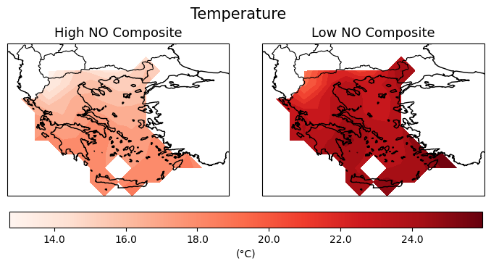 Temperature
High NO Composite
Low NO Composite
14.0 16.0 18.0 20.0 22.0 24.0
(°C)